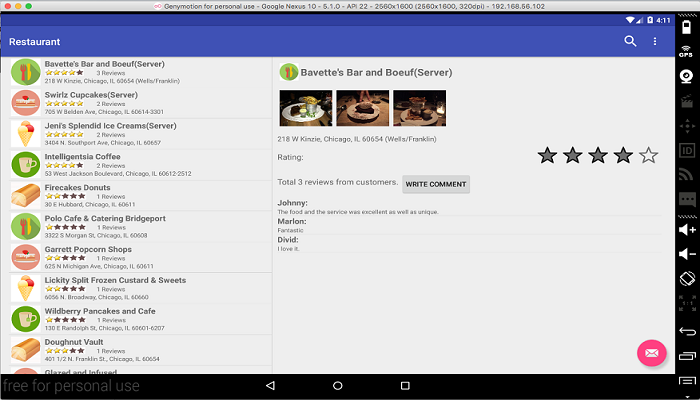 Genymotion for personal use - Google Nexus 10 - 5.1.0 - API 22 - 2560x1600 (2560x1600, 320dpi) - 192.168.56.102
4:11
Restaurant
GPS
Bavette's Bar and Boeuf(Server)
3 Reviews
218 W Kinzie, Chicago, IL 60654 (Wells/Franklin)
Swirlz Cupcakes(Server)
2 Reviews
705 W Belden Ave, Chicago, IL 60614-3301
Jeni's Splendid Ice Creams(Server)
2 Reviews
3404 N. Southport Ave, Chicago, IL 60657
Intelligentsia Coffee
2 Reviews
53 West Jackson Boulevard, Chicago, IL 60612-2S12
Firecakes Donuts
1 Reviews
30 E Hubbard, Chicago, IL 60611
Polo Cafe & Catering Bridgeport
1 Reviews
3322 S Morgan St, Chicago, IL 60608
Garrett Popcorn Shops
1 Reviews
625 N Michigan Ave, Chicago, IL 60611
Lickity Split Frozen Custard & Sweets
1 Reviews
6056 N. Broadway, Chicago, IL 60660
Wildberry Pancakes and Cafe
1 Reviews
130 E Randolph St, Chicago, IL 60601-6207
Doughnut Vault
1 Reviews
401 1/2 N. Franklin St., Chicago, IL 60654
Glazed and Infused
Bavette's Bar and Boeuf(Server)
218 W Kinzie, Chicago, IL 60654 (Wells/Franklin)
Rating:
Total 3 reviews from customers.
WRITE COMMENT
Johnny:
The food and the service was excellent as well as unique.
Marlon:
Fantastic
Divid:
I love it.
ID
free for personal use